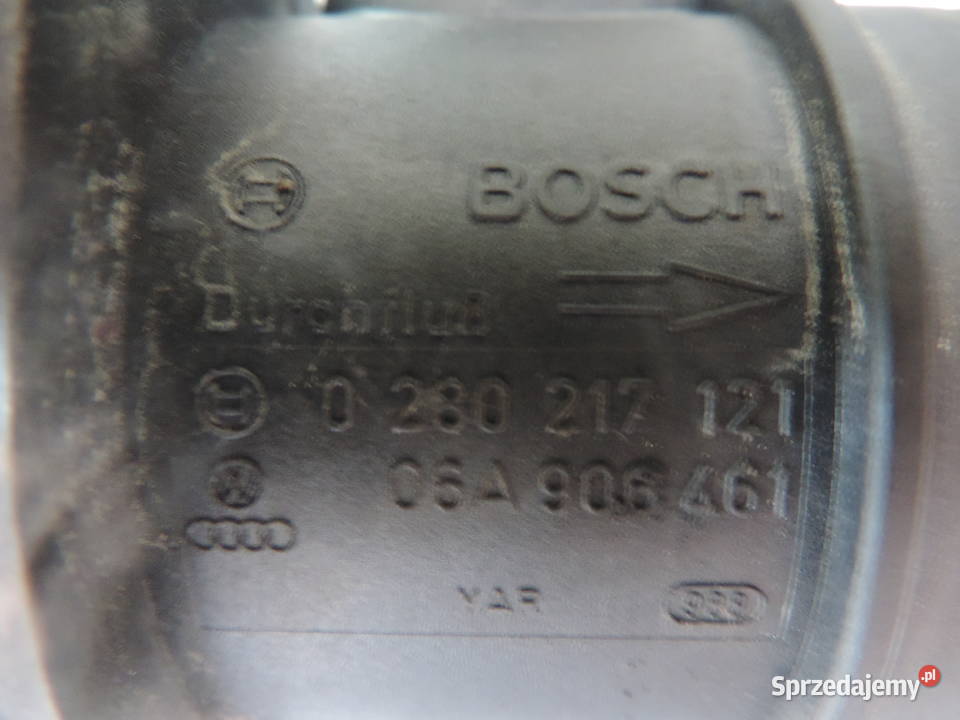 BOSCH
Durchfluß
0 280 217 121
06A 906 461
YAR
Sprzedajemy.pl